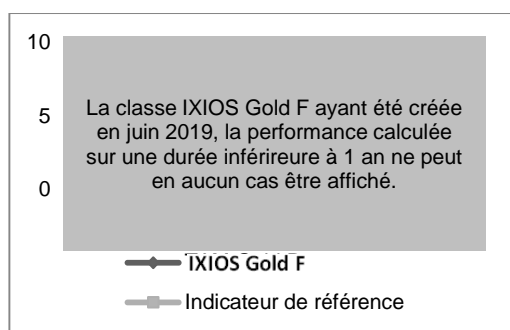 10
5
0
La classe IXIOS Gold F ayant été créée
en juin 2019, la performance calculée
sur une durée inférireure à 1 an ne peut
en aucun cas être affiché.
IXIOS Gold F
Indicateur de référence